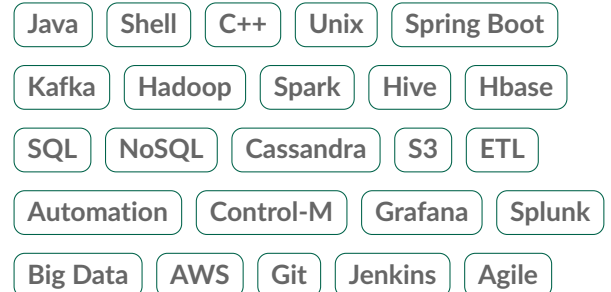 Java Shell C++ Unix Spring Boot
Kafka Hadoop Spark Hive Hbase
SQL NoSQL Cassandra S3 ETL
Automation Control-M Grafana Splunk
Big Data AWS Git Jenkins Agile